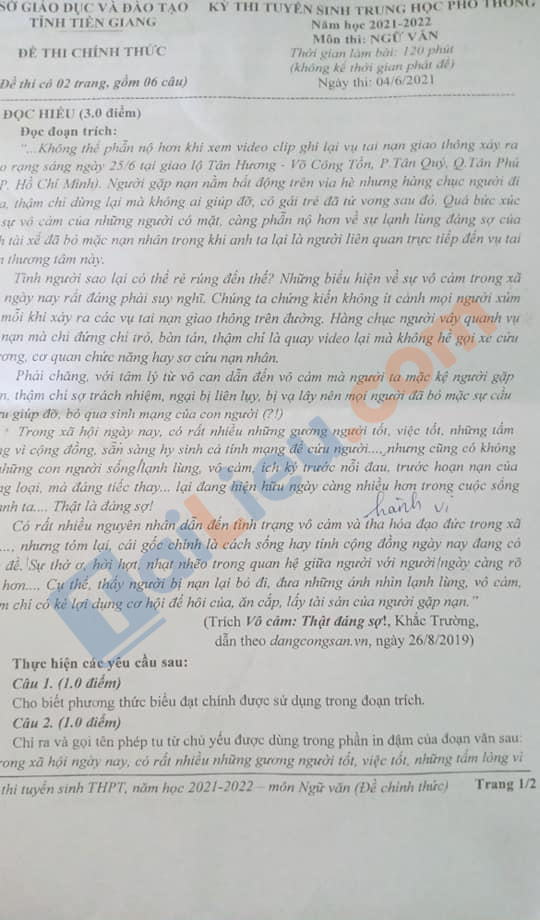 SỞ GIÁO DỤC VÀ ĐÀO TẠO
TỈNH TIỀN GIANG
KỲ THI TUYỂN SINH TRUNG HỌC PHỔ THÔNG
Năm học 2021-2022
Môn thi: NGỮ VĂN
ĐỀ THI CHÍNH THỨC
Thời gian làm bài: 120 phút
(không kể thời gian phát đề)
Đề thi có 02 trang, gồm 06 câu)
Ngày thi: 04/6/2021
ĐỌC HIỂU (3.0 điểm)
Đọc đoạn trích:
"...Không thể phẫn nộ hơn khi xem video clip ghi lại vụ tai nạn giao thông xảy ra
o rạng sáng ngày 25/6 tại giao lộ Tân Hương - Võ Công Tồn, P.Tân Quý, Q.Tân Phú
P. Hồ Chí Minh). Người gặp nạn nằm bất động trên vỉa hè nhưng hàng chục người đi
a, thậm chí dừng lại mà không ai giúp đỡ, cô gái trẻ đã tử vong sau đó. Quá bức xúc
sự vô cảm của những người có mặt, càng phẫn nộ hơn về sự lạnh lùng đáng sợ của
h tài xế đã bỏ mặc nạn nhân trong khi anh ta lại là người liên quan trực tiếp đến vụ tai
n thương tâm này.
Tình người sao lại có thể rẻ rúng đến thế? Những biểu hiện về sự vô cảm trong xã
ngày nay rất đáng phải suy nghĩ. Chúng ta chứng kiến không ít cảnh mọi người xúm
mỗi khi xảy ra các vụ tai nạn giao thông trên đường. Hàng chục người vây quanh vụ
nạn mà chỉ đứng chỉ trỏ, bàn tán, thậm chí là quay video lại mà không hề gọi xe cứu
ương, cơ quan chức năng hay sơ cứu nạn nhân.
Phải chăng, với tâm lý từ vô can dẫn đến vô cảm mà người ta mặc kệ người gặp
n, thậm chí sợ trách nhiệm, ngại bị liên lụy, bị vạ lây nên mọi người đã bỏ mặc sự cầu
u giúp đỡ, bỏ qua sinh mạng của con người (?!)
Trong xã hội ngày nay, có rất nhiều những gương người tốt, việc tốt, những tấm
ng vì cộng đồng, sẵn sàng hy sinh cả tính mạng để cứu người..., nhưng cũng có không
những con người sống lạnh lùng, vô cảm, ích kỷ trước nỗi đau, trước hoạn nạn của
ng loại, mà đáng tiếc thay... lại đang hiện hữu ngày càng nhiều hơn trong cuộc sống
anh ta.... Thật là đáng sợ!
hành vi
Có rất nhiều nguyên nhân dẫn đến tình trạng vô cảm và tha hóa đạo đức trong xã
..., nhưng tóm lại, cái gốc chính là cách sống hay tính cộng đồng ngày nay đang có
đề. Sự thờ ơ, hời hợt, nhạt nhẽo trong quan hệ giữa người với người ngày càng rõ
hơn.... Cụ thể, thấy người bị nạn lại bỏ đi, đưa những ánh nhìn lạnh lùng, vô cảm,
m chí có kẻ lợi dụng cơ hội để hôi của, ăn cắp, lấy tài sản của người gặp nạn."
(Trích Vô cảm: Thật đáng sợ!, Khắc Trường,
dẫn theo dangcongsan.vn, ngày 26/8/2019)
Thực hiện các yêu cầu sau:
Câu 1. (1.0 điểm)
Cho biết phương thức biểu đạt chính được sử dụng trong đoạn trích.
Câu 2. (1.0 điểm)
Chỉ ra và gọi tên phép tu từ chủ yếu được dùng trong phần in đậm của đoạn văn sau:
rong xã hội ngày nay, có rất nhiều những gương người tốt, việc tốt, những tấm lòng vì
thi tuyển sinh THPT, năm học 2021-2022 – môn Ngữ văn (Đề chính thức)
Trang 1/2
TaiLieu.com